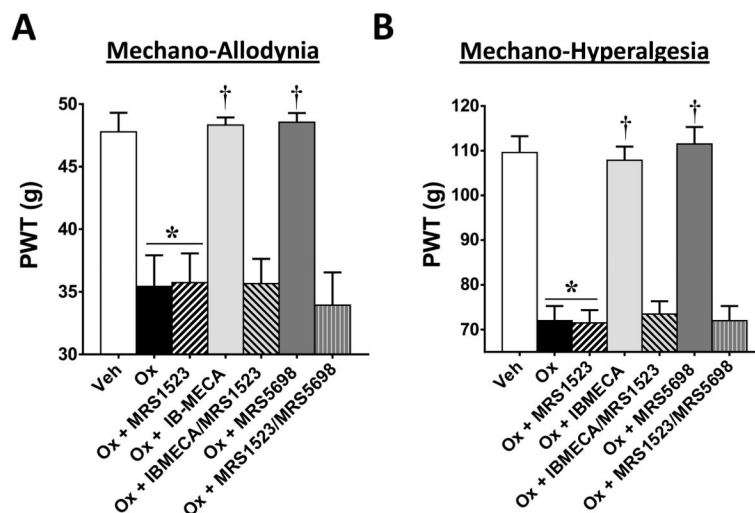 A
Mechano-Allodynia
PWT (g)
50
45
40
35
30
*
†
†
Veh
Ox
Ox + MRS1523
Ox + IB-MECA
Ox + IBMECA/MRS1523
Ox + MRS5698
Ox + MRS1523/MRS5698
B
Mechano-Hyperalgesia
PWT (g)
120
110
100
90
80
70
*
†
†
Veh
Ox
Ox + MRS1523
Ox + IBMECA
Ox + IBMECA/MRS1523
Ox + MRS5698
Ox + MRS1523/MRS5698